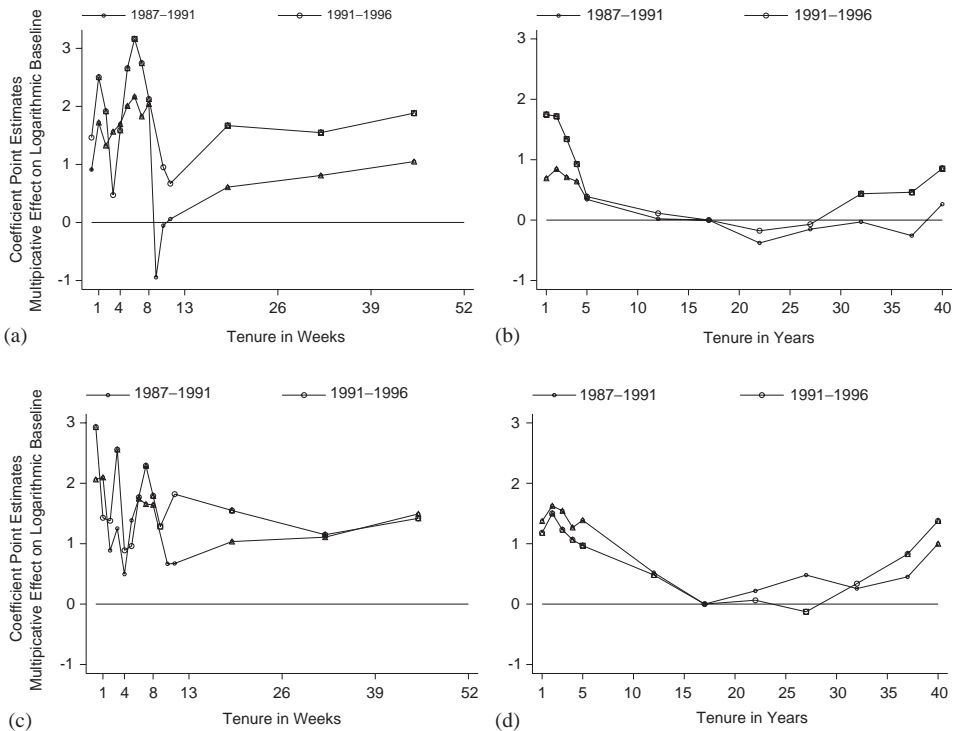 1987–1991 1991–1996
Coefficient Point Estimates
Multipicative Effect on Logarithmic Baseline
3
2
1
0
-1
1 4 8 13 26 39 52
(a) Tenure in Weeks
1987–1991 1991–1996
3
2
1
0
-1
1 5 10 15 20 25 30 35 40
(b) Tenure in Years
1987–1991 1991–1996
Coefficient Point Estimates
Multipicative Effect on Logarithmic Baseline
3
2
1
0
-1
1 4 8 13 26 39 52
(c) Tenure in Weeks
1987–1991 1991–1996
3
2
1
0
-1
1 5 10 15 20 25 30 35 40
(d) Tenure in Years